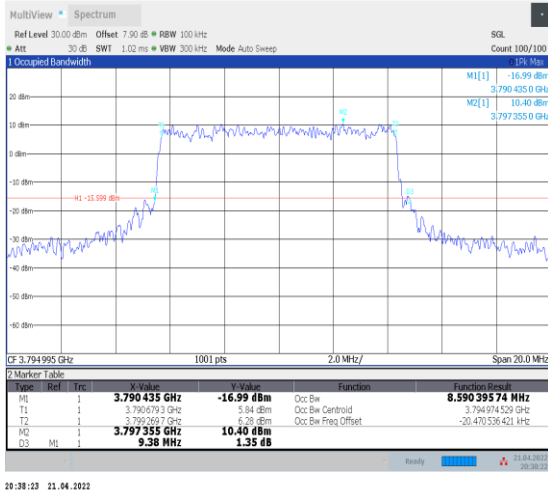 MultiView Spectrum
Ref Level 30.00 dBm Offset 7.90 dB RBW 100 kHz SGL
Att 30 dB SWT 1.02 ms VBW 300 kHz Mode Auto Sweep Count 100/100
1 Occupied Bandwidth 1Pk Max
M1[1] -16.99 dBm
3.790 435 0 GHz
M2[1] 10.40 dBm
3.797 355 0 GHz
20 dBm
10 dBm
0 dBm
-10 dBm
H1 -15.599 dBm
-20 dBm
-30 dBm
-40 dBm
-50 dBm
-60 dBm
M1
CF 3.794 995 GHz 1001 pts 2.0 MHz/ Span 20.0 MHz
2 Marker Table
Type Ref Trc X-Value Y-Value Function Function Result
M1 1 3.790 435 GHz -16.99 dBm Occ Bw 8.590 395 74 MHz
T1 1 3.790 679 3 GHz 5.84 dBm Occ Bw Centroid 3.794 974 529 GHz
T2 1 3.799 269 7 GHz 6.28 dBm Occ Bw Freq Offset -20.470 536 421 kHz
M2 1 3.797 355 GHz 10.40 dBm
D3 M1 1 9.38 MHz 1.35 dB
Ready 21.04.2022
20:38:22
20:38:23 21.04.2022